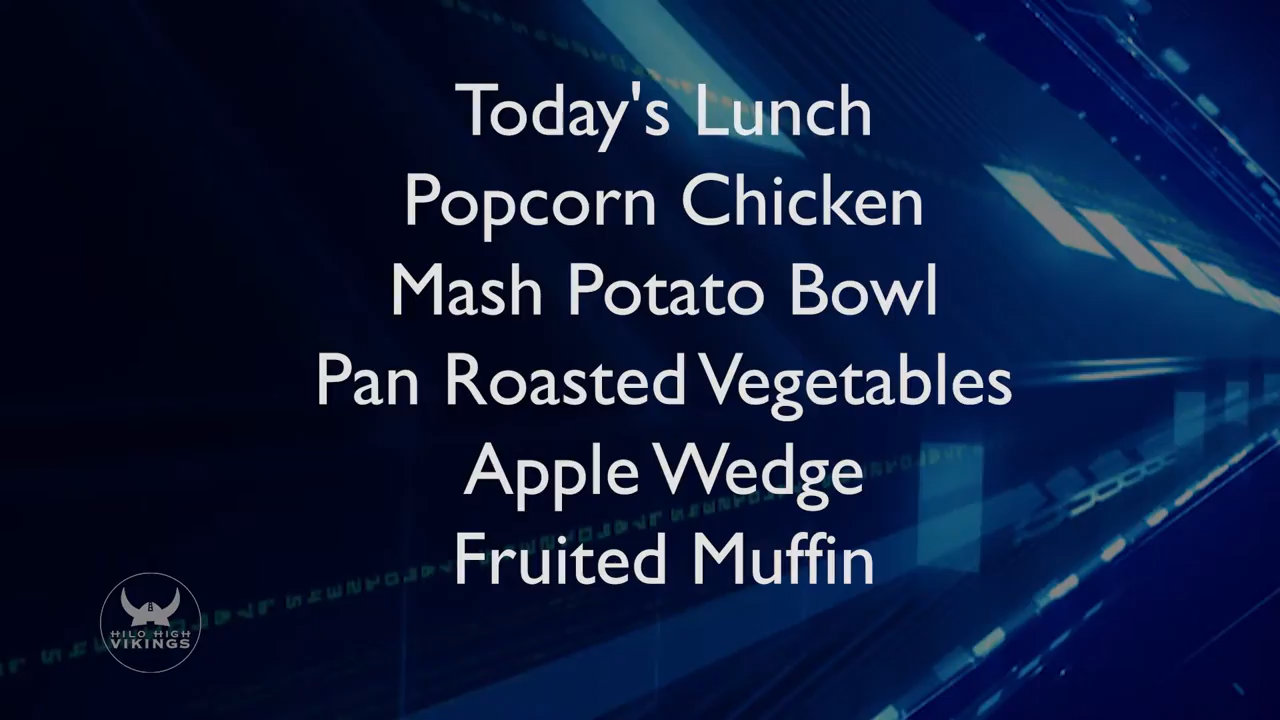 Today's Lunch
Popcorn Chicken
Mash Potato Bowl
Pan Roasted Vegetables
Apple Wedge
Fruited Muffin
HILO HIGH
VIKINGS